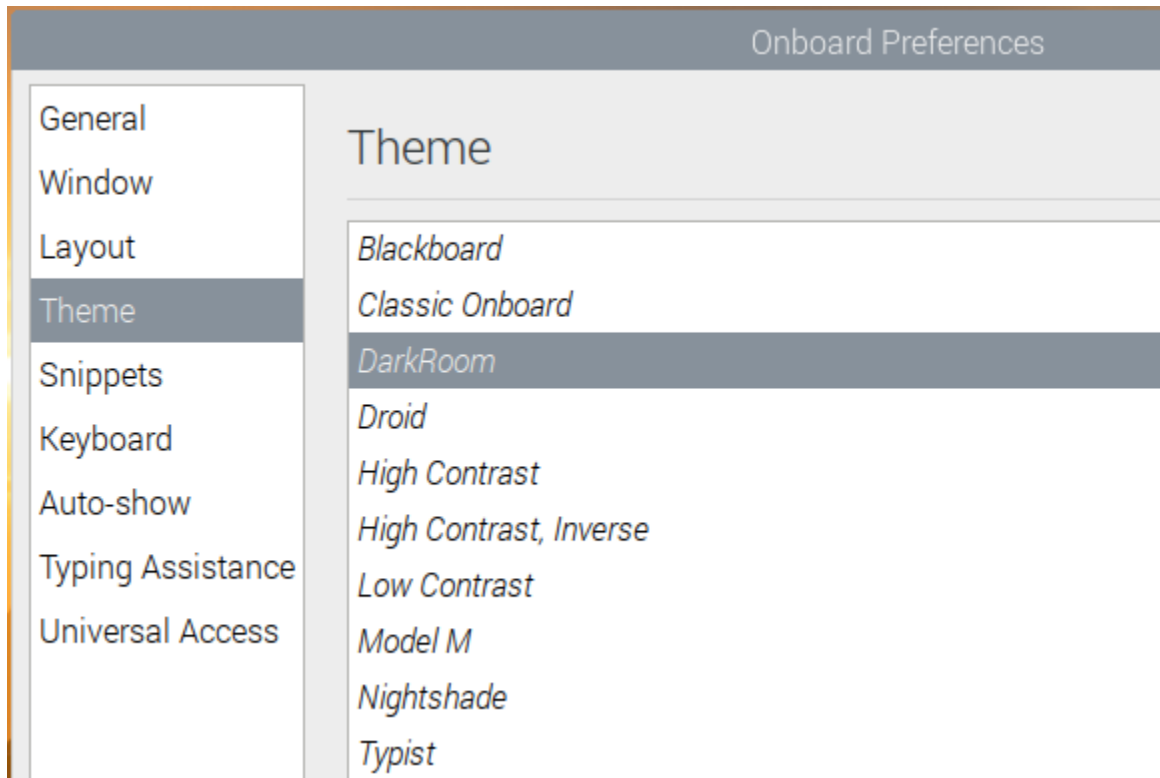 Onboard Preferences
General
Window
Layout
Theme
Snippets
Keyboard
Auto-show
Typing Assistance
Universal Access
Theme
Blackboard
Classic Onboard
DarkRoom
Droid
High Contrast
High Contrast, Inverse
Low Contrast
Model M
Nightshade
Typist